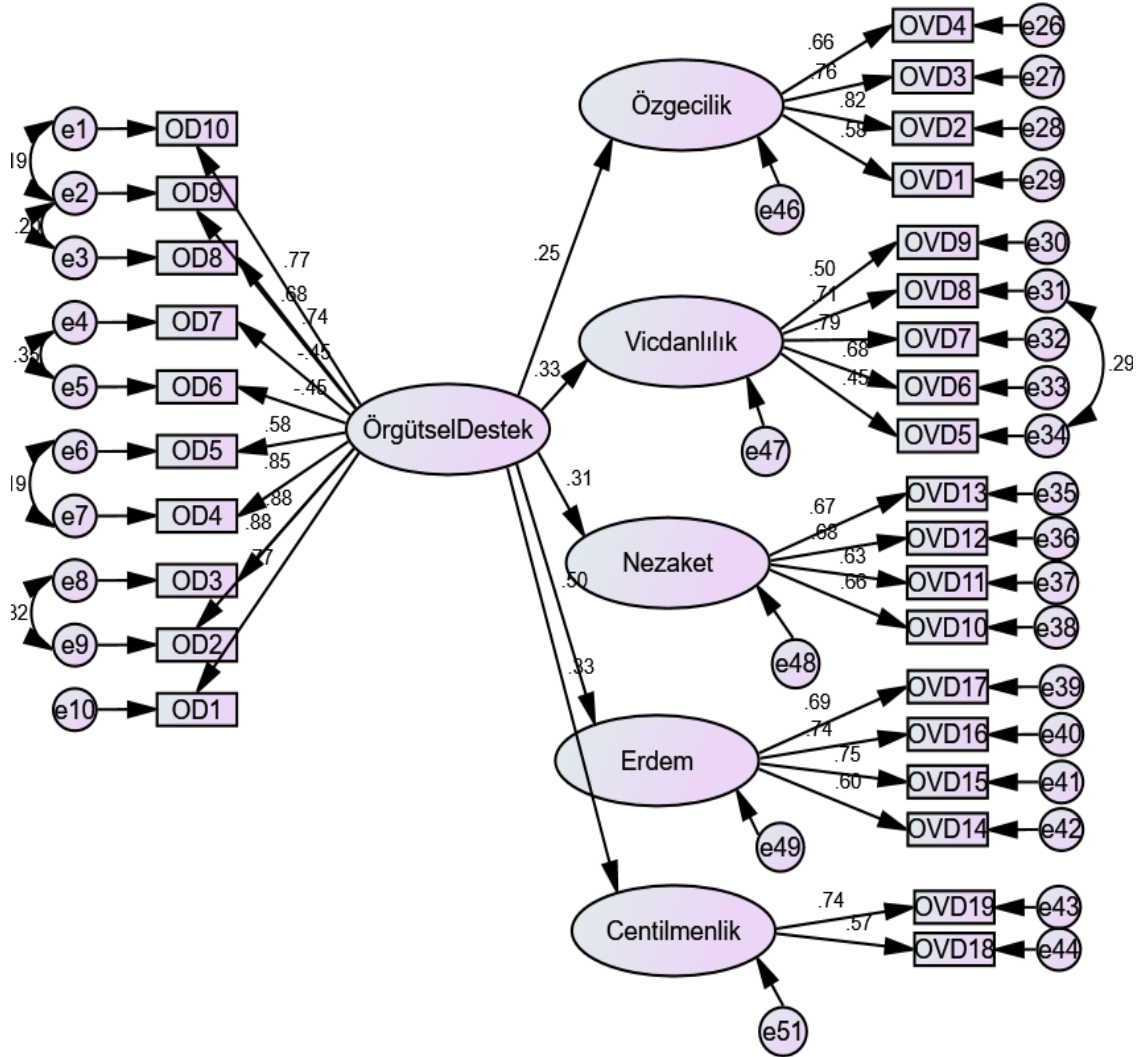 e1
OD10
19
e2
OD9
e3
OD8
e4
OD7
e5
OD6
e6
OD5
19
e7
OD4
e8
OD3
32
e9
OD2
e10
OD1
.77
.68
.74
-.45
-.45
.58
.85
.88
.88
.77
ÖrgütselDestek
.25
.33
.31
.50
.33
Özgecilik
e46
.66
.76
.82
.58
OVD4
e26
OVD3
e27
OVD2
e28
OVD1
e29
Vicdanlılık
e47
.50
.71
.79
.68
.45
OVD9
e30
OVD8
e31
OVD7
e32
OVD6
e33
OVD5
e34
.29
Nezaket
e48
.67
.68
.63
.66
OVD13
e35
OVD12
e36
OVD11
e37
OVD10
e38
Erdem
e49
.69
.74
.75
.60
OVD17
e39
OVD16
e40
OVD15
e41
OVD14
e42
Centilmenlik
e51
.74
.57
OVD19
e43
OVD18
e44